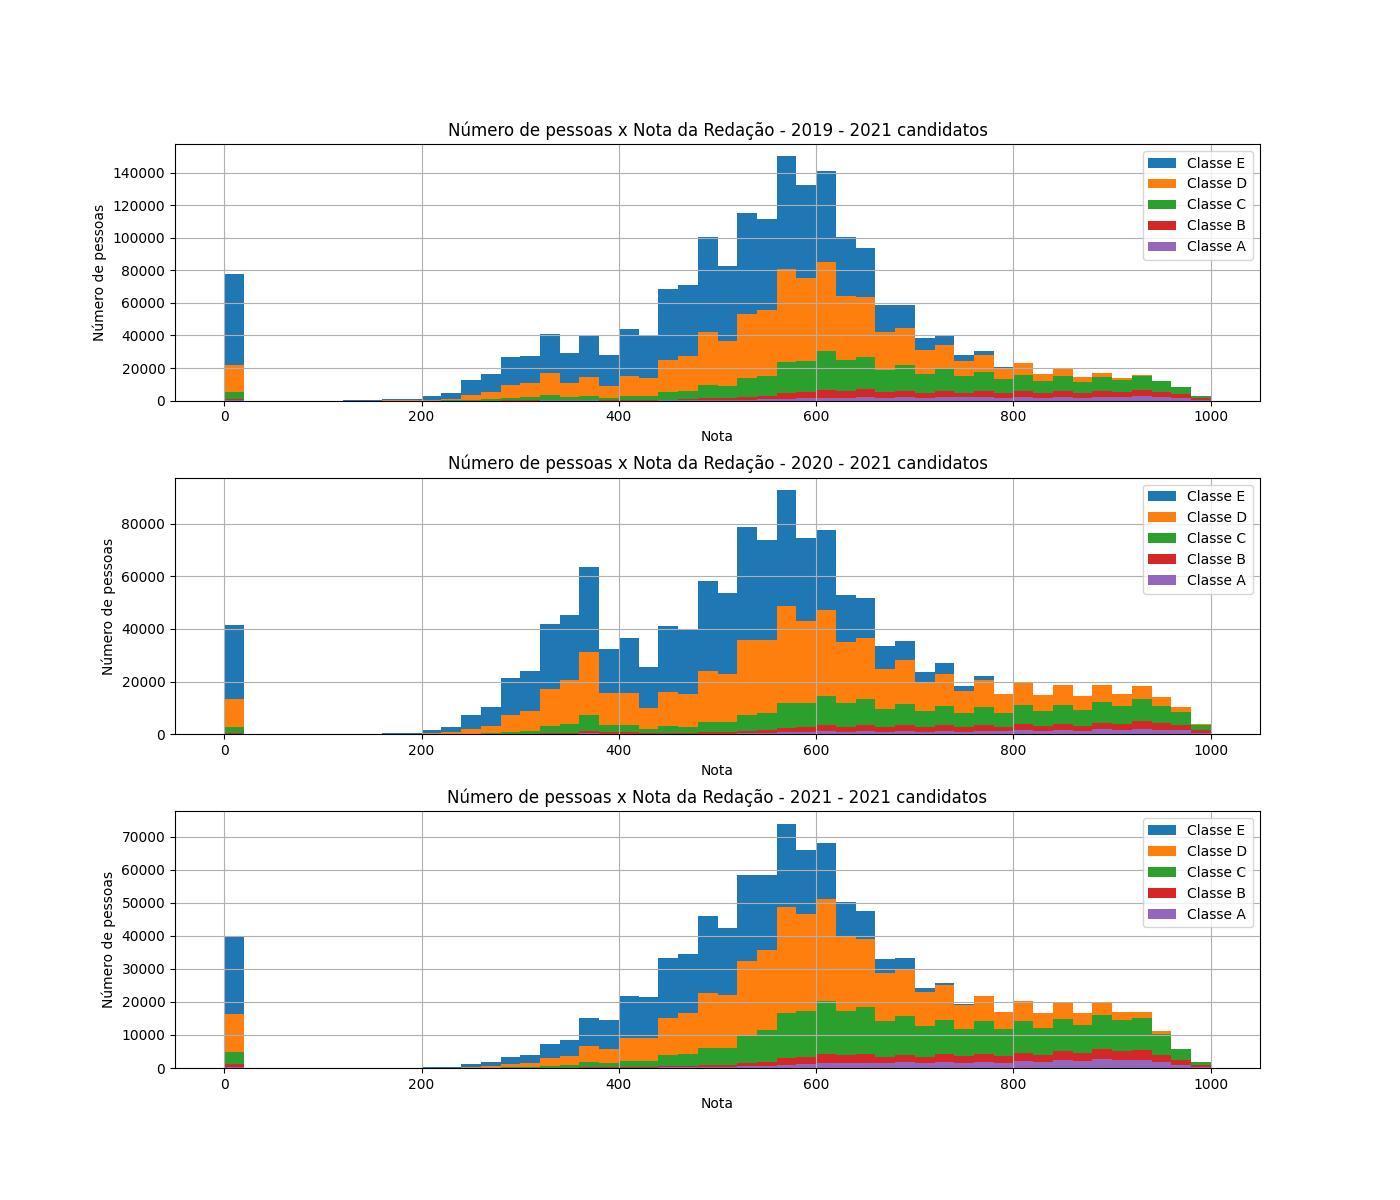 Número de pessoas x Nota da Redação - 2019 - 2021 candidatos
Número de pessoas
140000
120000
100000
80000
60000
40000
20000
0
Classe E
Classe D
Classe C
Classe B
Classe A
0 200 400 600 800 1000
Nota
Número de pessoas x Nota da Redação - 2020 - 2021 candidatos
Número de pessoas
80000
60000
40000
20000
0
Classe E
Classe D
Classe C
Classe B
Classe A
0 200 400 600 800 1000
Nota
Número de pessoas x Nota da Redação - 2021 - 2021 candidatos
Número de pessoas
70000
60000
50000
40000
30000
20000
10000
0
Classe E
Classe D
Classe C
Classe B
Classe A
0 200 400 600 800 1000
Nota